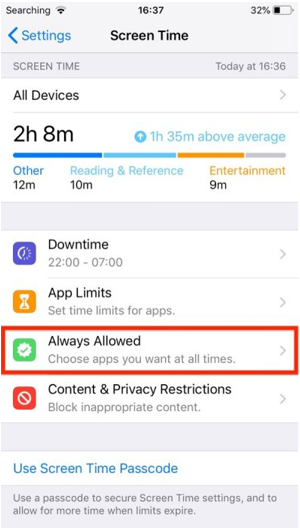 Searching 16:37 32%
Settings Screen Time
SCREEN TIME Today at 16:36
All Devices
2h 8m 1h 35m above average
Other Reading & Reference Entertainment
12m 10m 9m
Downtime
22:00 - 07:00
App Limits
Set time limits for apps.
Always Allowed
Choose apps you want at all times.
Content & Privacy Restrictions
Block inappropriate content.
Use Screen Time Passcode
Use a passcode to secure Screen Time settings, and to
allow for more time when limits expire.